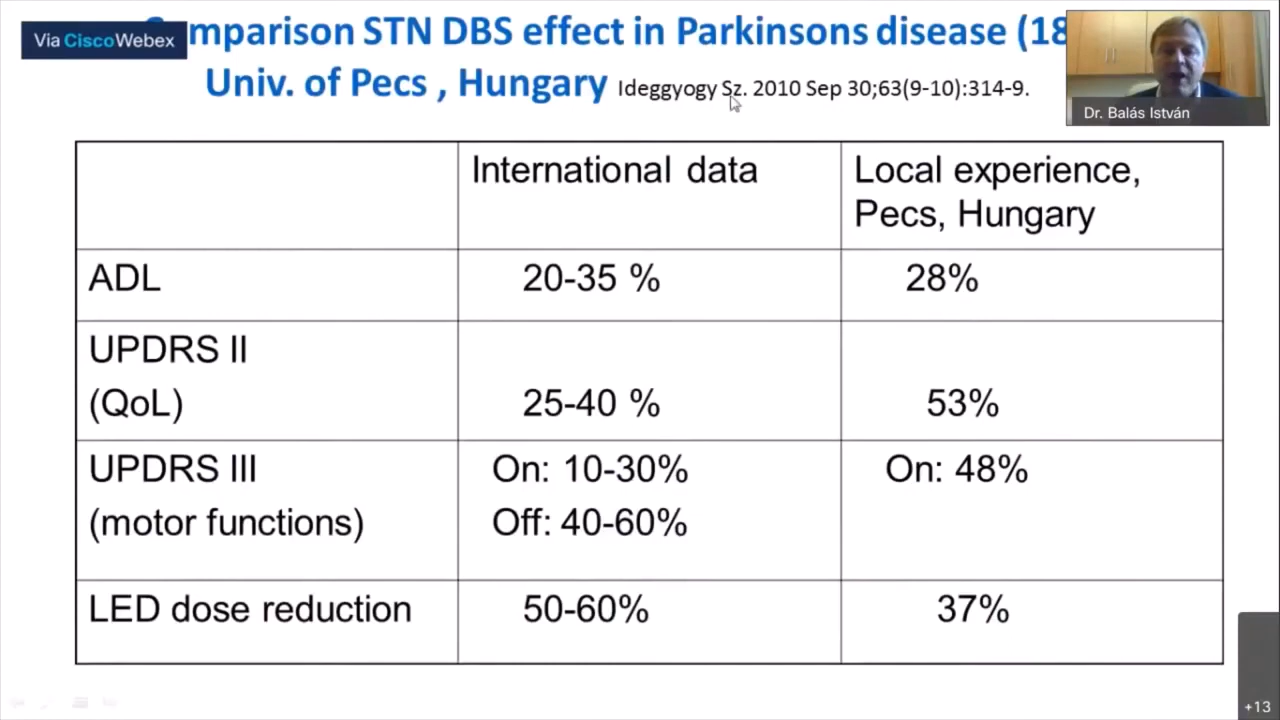 Via CiscoWebex
mparison STN DBS effect in Parkinsons disease (18
Univ. of Pecs , Hungary Ideggyogy Sz. 2010 Sep 30;63(9-10):314-9.
Dr. Balás István
International data
Local experience,
Pecs, Hungary
ADL
20-35 %
28%
UPDRS II
(QoL)
25-40 %
53%
UPDRS III
(motor functions)
On: 10-30%
Off: 40-60%
On: 48%
LED dose reduction
50-60%
37%
+13